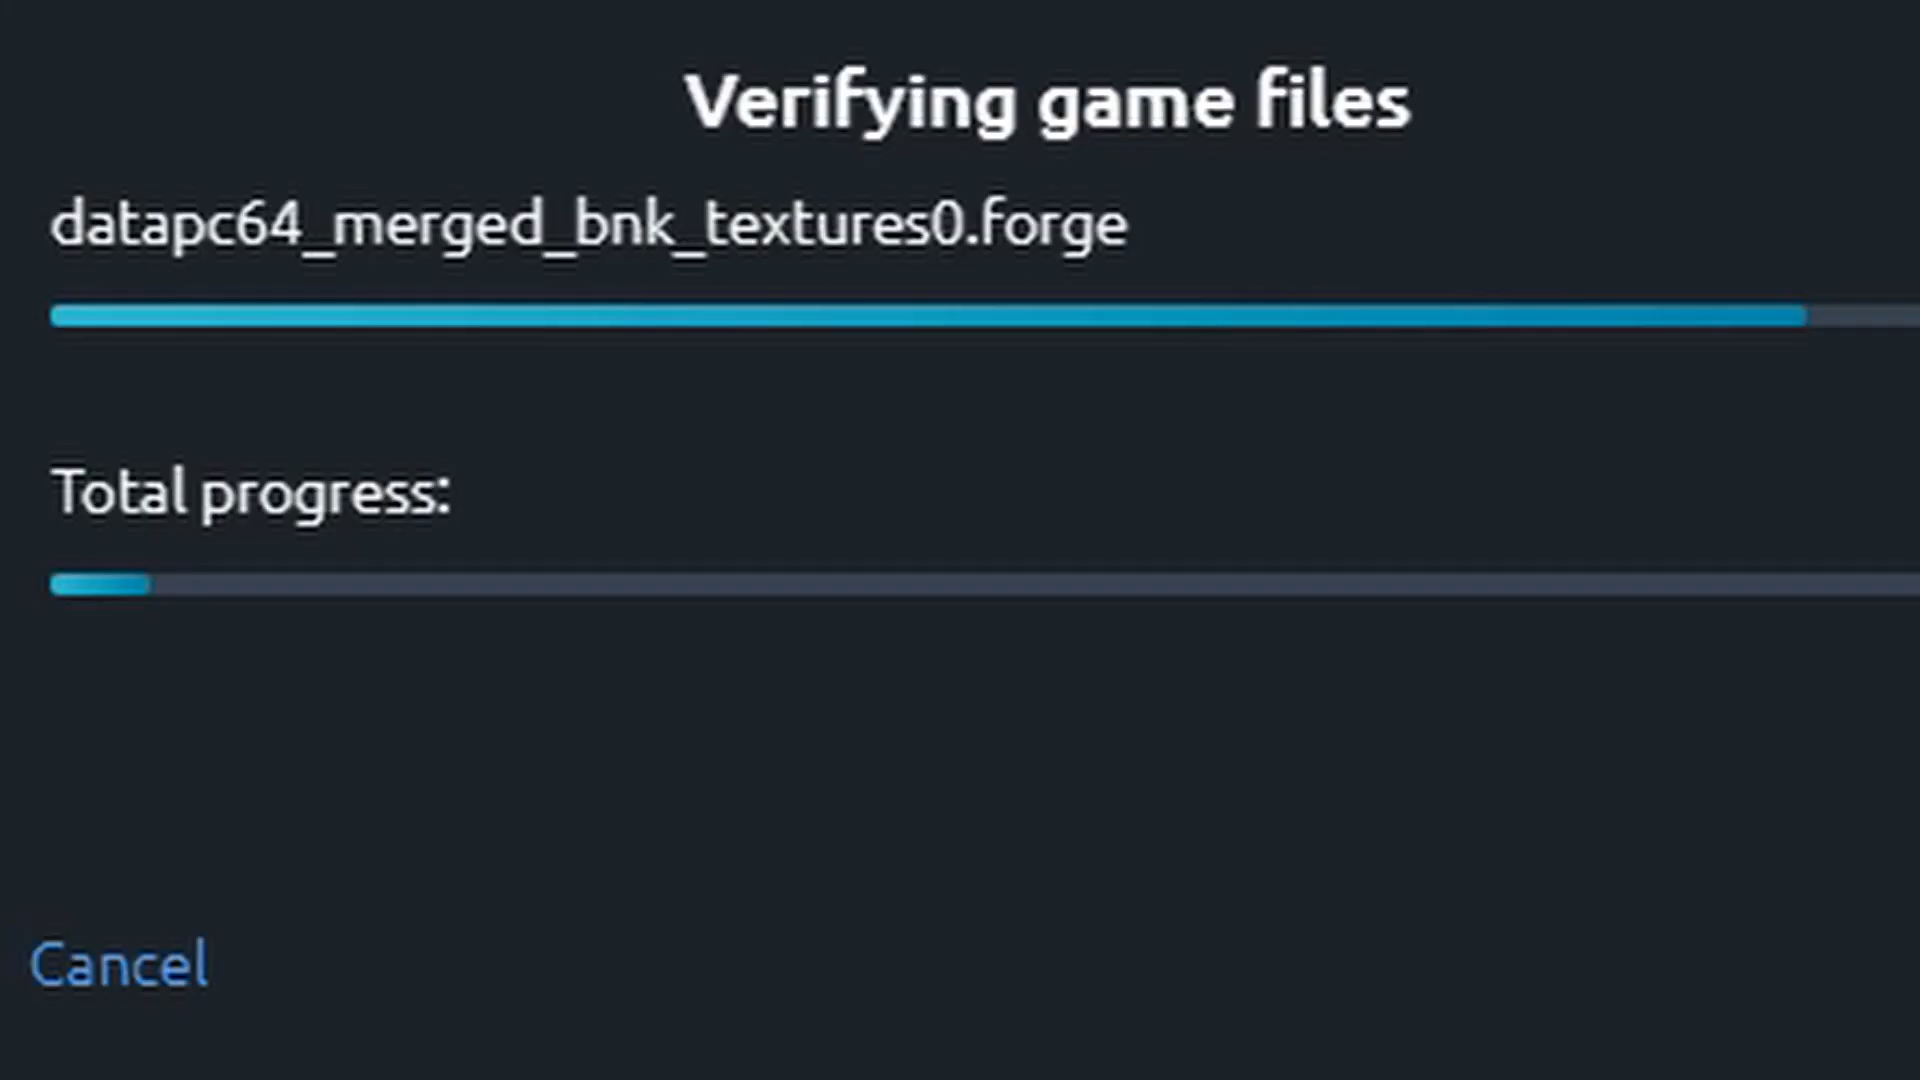 Verifying game files
datapc64_merged_bnk_textures0.forge
Total progress:
Cancel